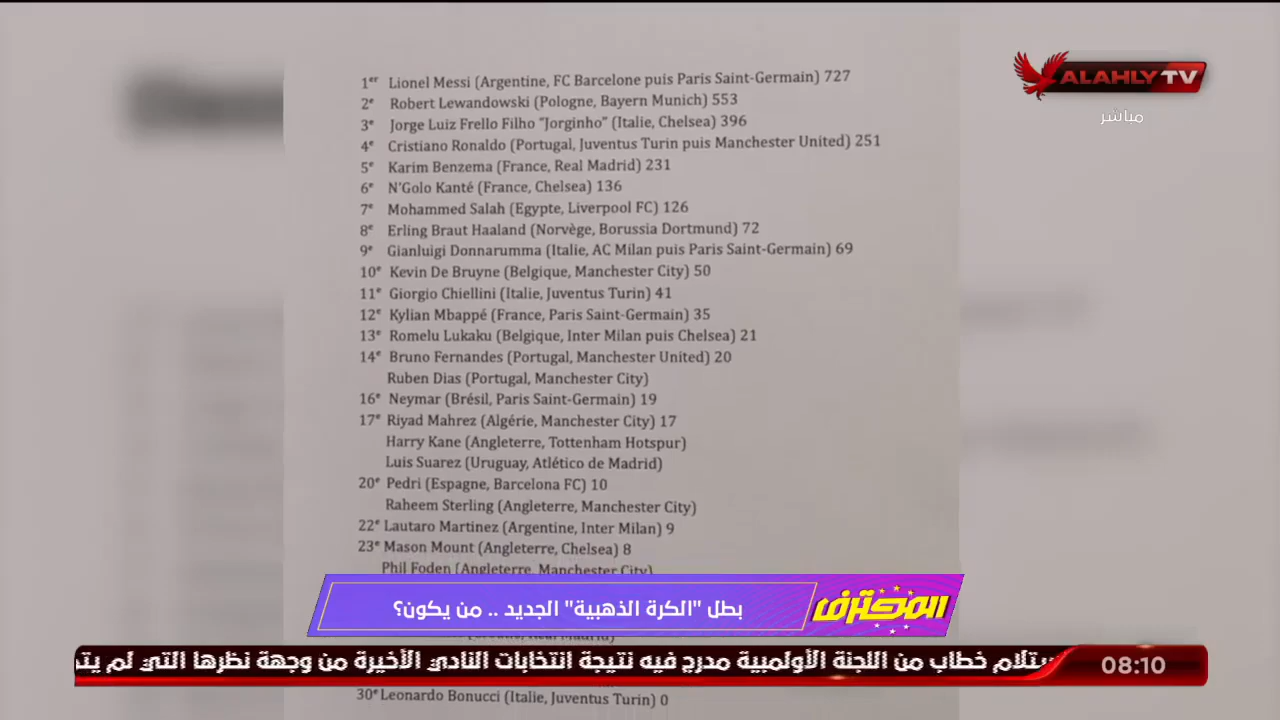 1er Lionel Messi (Argentine, FC Barcelone puis Paris Saint-Germain) 727
2e Robert Lewandowski (Pologne, Bayern Munich) 553
3e Jorge Luiz Frello Filho "Jorginho" (Italie, Chelsea) 396
4e Cristiano Ronaldo (Portugal, Juventus Turin puis Manchester United) 251
5e Karim Benzema (France, Real Madrid) 231
6e N'Golo Kanté (France, Chelsea) 136
7e Mohammed Salah (Egypte, Liverpool FC) 126
8e Erling Braut Haaland (Norvège, Borussia Dortmund) 72
9e Gianluigi Donnarumma (Italie, AC Milan puis Paris Saint-Germain) 69
10e Kevin De Bruyne (Belgique, Manchester City) 50
11e Giorgio Chiellini (Italie, Juventus Turin) 41
12e Kylian Mbappé (France, Paris Saint-Germain) 35
13e Romelu Lukaku (Belgique, Inter Milan puis Chelsea) 21
14e Bruno Fernandes (Portugal, Manchester United) 20
Ruben Dias (Portugal, Manchester City)
16e Neymar (Brésil, Paris Saint-Germain) 19
17e Riyad Mahrez (Algérie, Manchester City) 17
Harry Kane (Angleterre, Tottenham Hotspur)
Luis Suarez (Uruguay, Atlético de Madrid)
20e Pedri (Espagne, Barcelona FC) 10
Raheem Sterling (Angleterre, Manchester City)
22e Lautaro Martinez (Argentine, Inter Milan) 9
23e Mason Mount (Angleterre, Chelsea) 8
Phil Foden (Angleterre, Manchester City)
30e Leonardo Bonucci (Italie, Juventus Turin) 0
ALAHLY TV
مباشر
المحترف
بطل "الكرة الذهبية" الجديد .. من يكون؟
ستلام خطاب من اللجنة الأولمبية مدرج فيه نتيجة انتخابات النادي الأخيرة من وجهة نظرها التي لم يتم
08:10